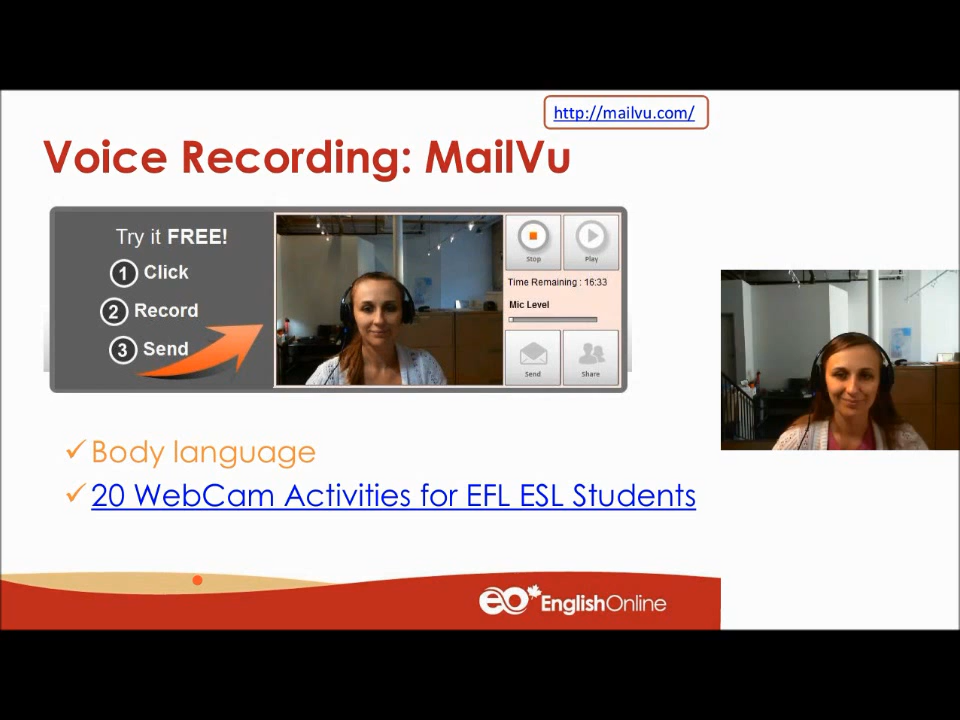 http://mailvu.com/
Voice Recording: MailVu
Try it FREE!
1 Click
2 Record
3 Send
Stop
Play
Time Remaining : 16:33
Mic Level
Send
Share
Body language
20 WebCam Activities for EFL ESL Students
eo EnglishOnline